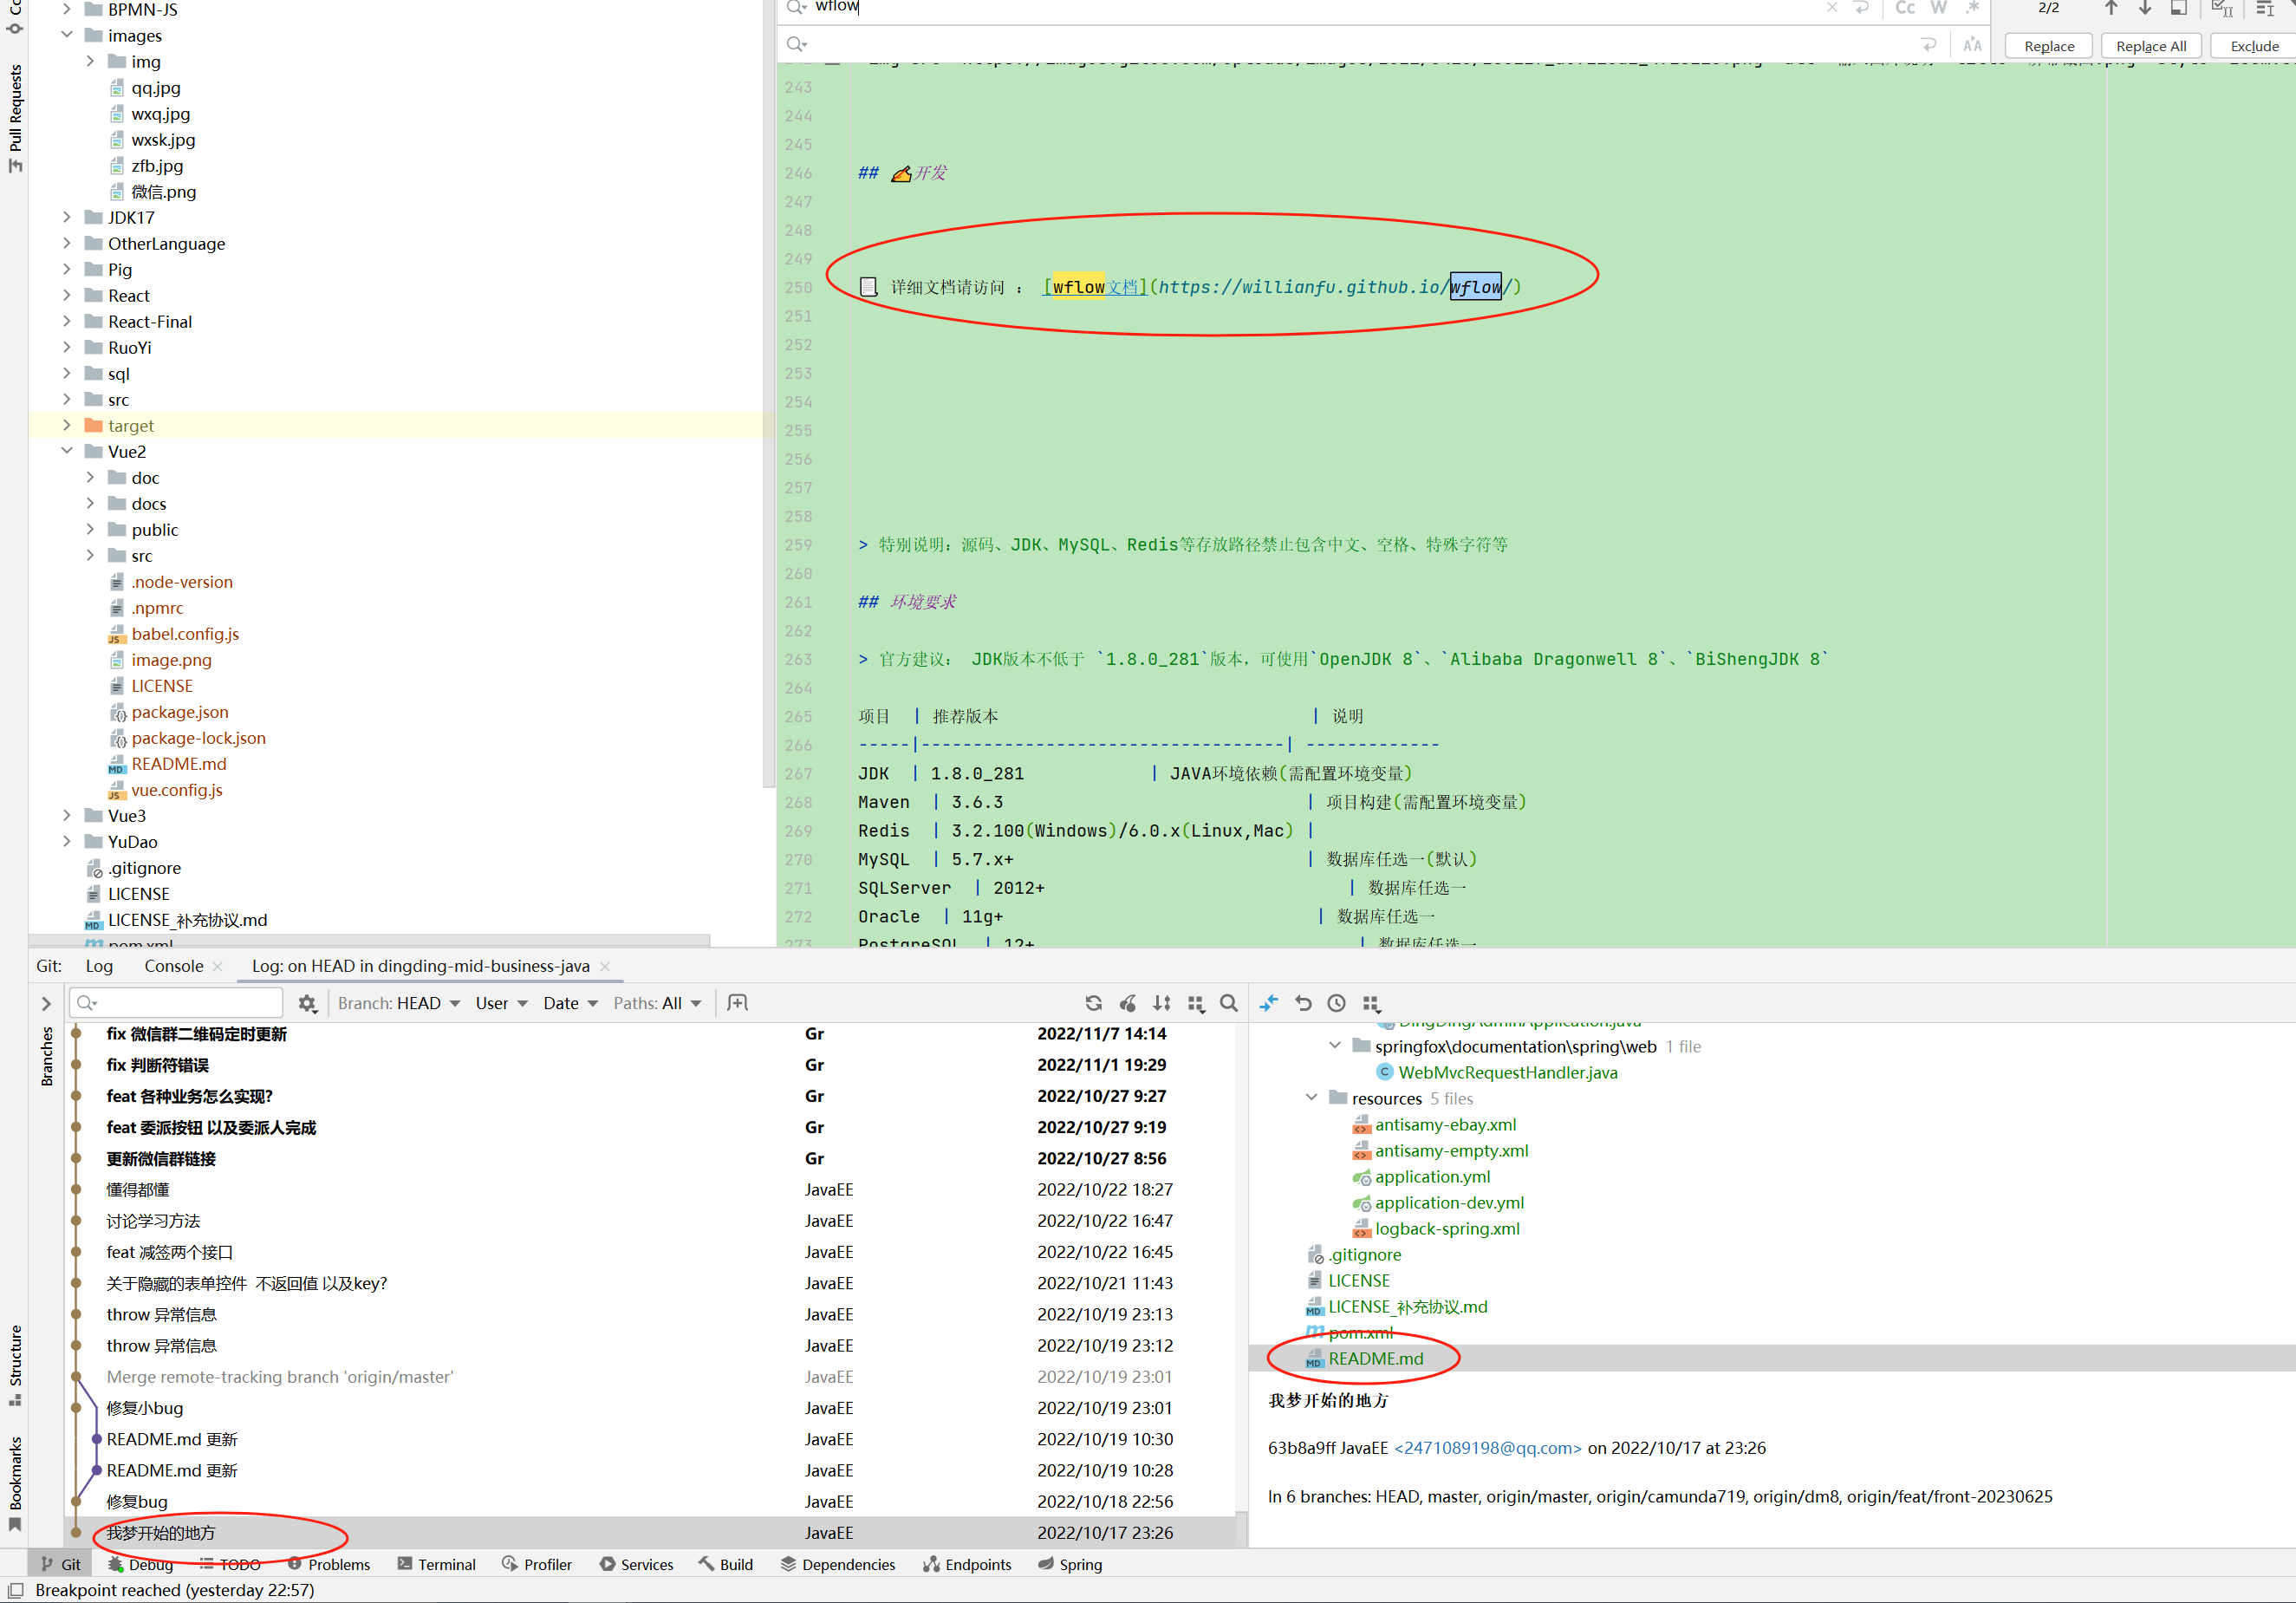 Pull Requests
BPMN-JS
images
img
qq.jpg
wxq.jpg
wxsk.jpg
zfb.jpg
微信.png
JDK17
OtherLanguage
Pig
React
React-Final
RuoYi
sql
src
target
Vue2
doc
docs
public
src
.node-version
.npmrc
babel.config.js
image.png
LICENSE
package.json
package-lock.json
README.md
vue.config.js
Vue3
YuDao
.gitignore
LICENSE
LICENSE_补充协议.md
pom.xml
wflow
Cc W .*
2/2
Replace Replace All Exclude
243
244
245
246 ## ✍开发
247
248
249
250 📃 详细文档请访问 ： [wflow文档](https://willianfu.github.io/wflow/)
251
252
253
254
255
256
257
258
259 > 特别说明：源码、JDK、MySQL、Redis等存放路径禁止包含中文、空格、特殊字符等
260
261 ## 环境要求
262
263 > 官方建议： JDK版本不低于 `1.8.0_281`版本，可使用`OpenJDK 8`、`Alibaba Dragonwell 8`、`BiShengJDK 8`
264
265 项目 | 推荐版本 | 说明
266 -----|-----------------------------------| -------------
267 JDK | 1.8.0_281 | JAVA环境依赖(需配置环境变量)
268 Maven | 3.6.3 | 项目构建(需配置环境变量)
269 Redis | 3.2.100(Windows)/6.0.x(Linux,Mac) |
270 MySQL | 5.7.x+ | 数据库任选一(默认)
271 SQLServer | 2012+ | 数据库任选一
272 Oracle | 11g+ | 数据库任选一
273 PostgreSQL | 12+ | 数据库任选一
Git: Log Console Log: on HEAD in dingding-mid-business-java
Branches
Branch: HEAD User Date Paths: All
fix 微信群二维码定时更新 Gr 2022/11/7 14:14
fix 判断符错误 Gr 2022/11/1 19:29
feat 各种业务怎么实现? Gr 2022/10/27 9:27
feat 委派按钮 以及委派人完成 Gr 2022/10/27 9:19
更新微信群链接 Gr 2022/10/27 8:56
懂得都懂 JavaEE 2022/10/22 18:27
讨论学习方法 JavaEE 2022/10/22 16:47
feat 减签两个接口 JavaEE 2022/10/22 16:45
关于隐藏的表单控件 不返回值 以及key? JavaEE 2022/10/21 11:43
throw 异常信息 JavaEE 2022/10/19 23:13
throw 异常信息 JavaEE 2022/10/19 23:12
Merge remote-tracking branch 'origin/master' JavaEE 2022/10/19 23:01
修复小bug JavaEE 2022/10/19 23:01
README.md 更新 JavaEE 2022/10/19 10:30
README.md 更新 JavaEE 2022/10/19 10:28
修复bug JavaEE 2022/10/18 22:56
我梦开始的地方 JavaEE 2022/10/17 23:26
DingDingAdminApplication.java
springfox\documentation\spring\web 1 file
WebMvcRequestHandler.java
resources 5 files
antisamy-ebay.xml
antisamy-empty.xml
application.yml
application-dev.yml
logback-spring.xml
.gitignore
LICENSE
LICENSE_补充协议.md
pom.xml
README.md
我梦开始的地方
63b8a9ff JavaEE <2471089198@qq.com> on 2022/10/17 at 23:26
In 6 branches: HEAD, master, origin/master, origin/camunda719, origin/dm8, origin/feat/front-20230625
Structure
Bookmarks
Git Debug TODO Problems Terminal Profiler Services Build Dependencies Endpoints Spring
Breakpoint reached (yesterday 22:57)